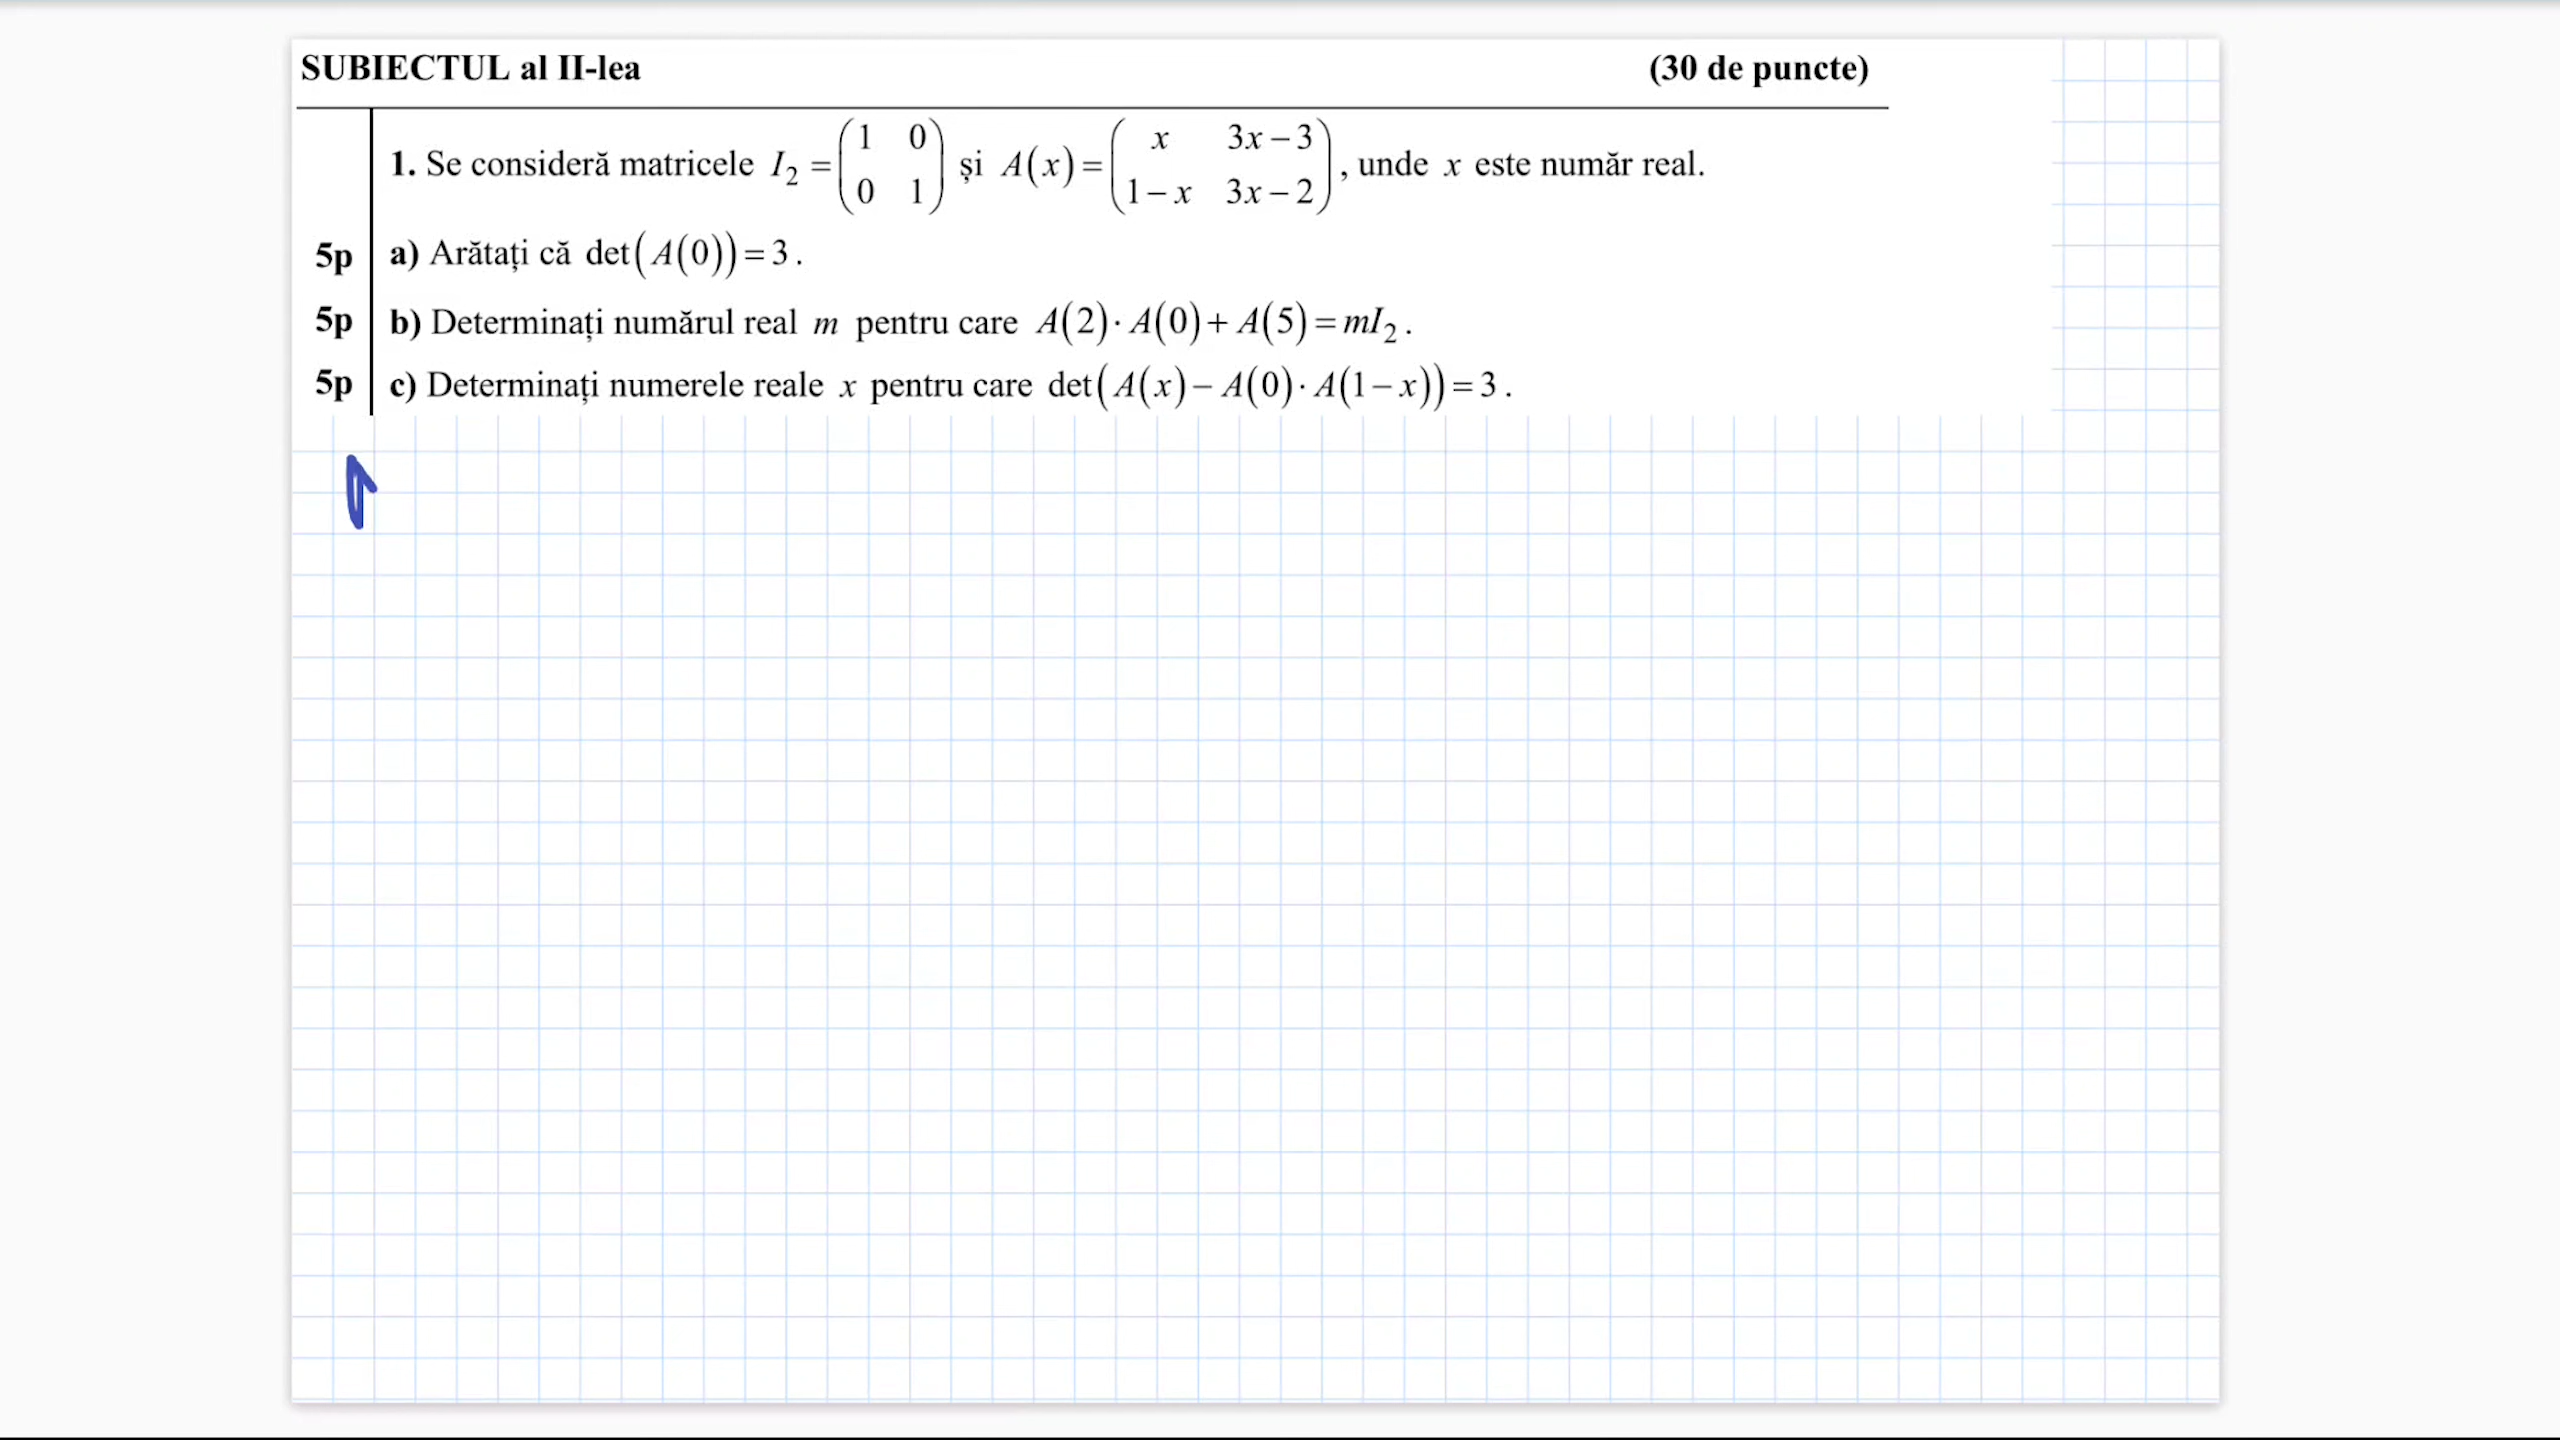 SUBIECTUL al II-lea (30 de puncte)
1. Se consideră matricele I₂ = (1 0; 0 1) și A(x) = (x 3x−3; 1−x 3x−2), unde x este număr real.
5p a) Arătați că det(A(0)) = 3.
5p b) Determinați numărul real m pentru care A(2)·A(0)+A(5)=mI₂.
5p c) Determinați numerele reale x pentru care det(A(x)−A(0)·A(1−x))=3.